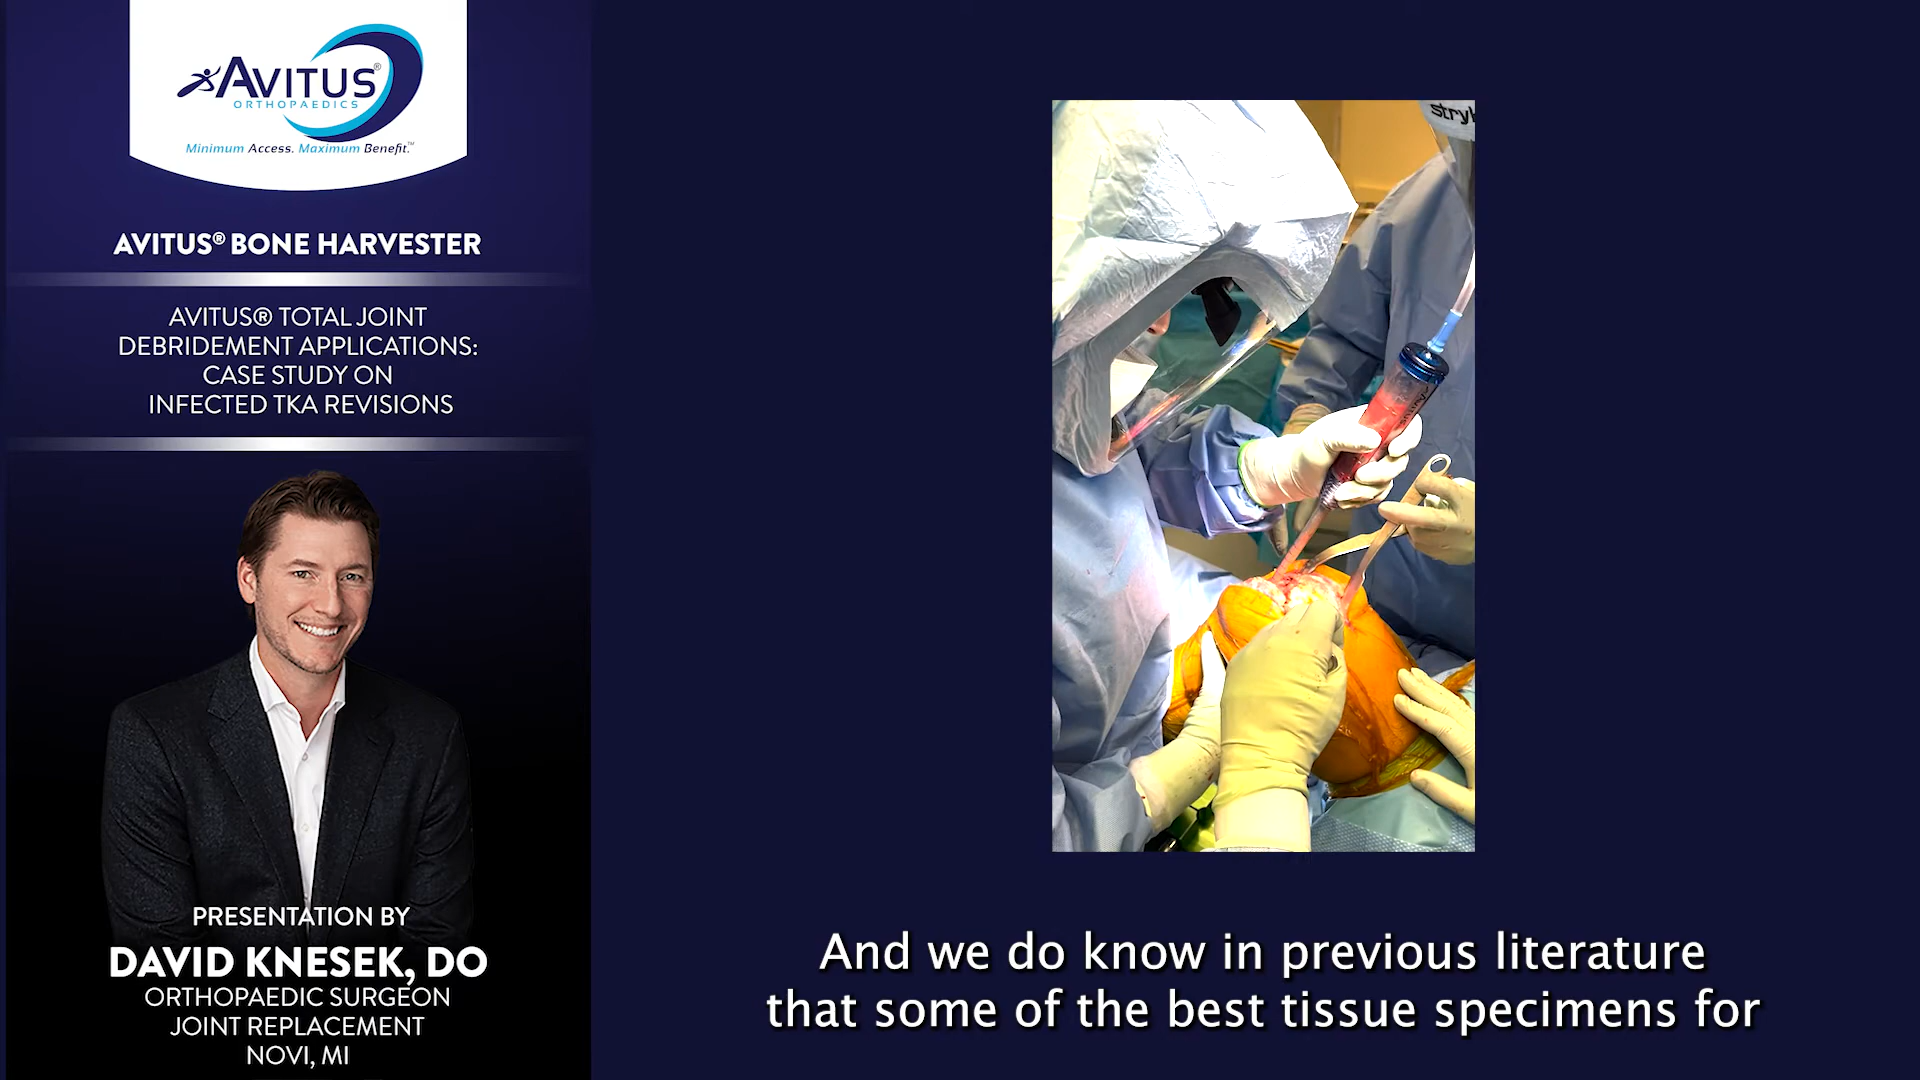 AVITUS®
ORTHOPAEDICS
Minimum Access. Maximum Benefit.™
AVITUS® BONE HARVESTER
AVITUS® TOTAL JOINT
DEBRIDEMENT APPLICATIONS:
CASE STUDY ON
INFECTED TKA REVISIONS
PRESENTATION BY
DAVID KNESEK, DO
ORTHOPAEDIC SURGEON
JOINT REPLACEMENT
NOVI, MI
stryk
And we do know in previous literature
that some of the best tissue specimens for